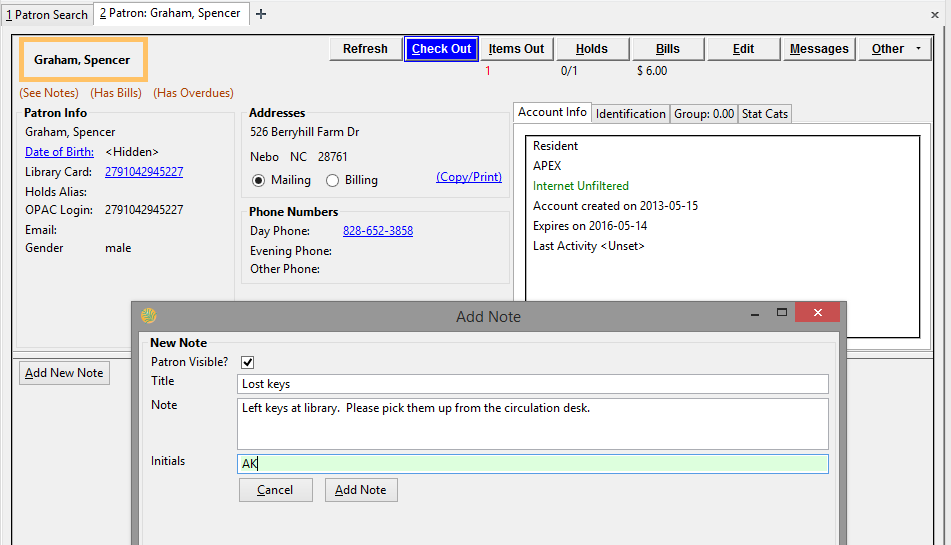 1 Patron Search 2 Patron: Graham, Spencer
Graham, Spencer
Refresh Check Out Items Out Holds Bills Edit Messages Other
1 0/1 $ 6.00
(See Notes) (Has Bills) (Has Overdues)
Patron Info
Graham, Spencer
Date of Birth: <Hidden>
Library Card: 2791042945227
Holds Alias:
OPAC Login: 2791042945227
Email:
Gender male
Addresses
526 Berryhill Farm Dr
Nebo NC 28761
Mailing Billing (Copy/Print)
Phone Numbers
Day Phone: 828-652-3858
Evening Phone:
Other Phone:
Account Info Identification Group: 0.00 Stat Cats
Resident
APEX
Internet Unfiltered
Account created on 2013-05-15
Expires on 2016-05-14
Last Activity <Unset>
Add New Note
Add Note
New Note
Patron Visible?
Title Lost keys
Note Left keys at library. Please pick them up from the circulation desk.
Initials AK
Cancel Add Note